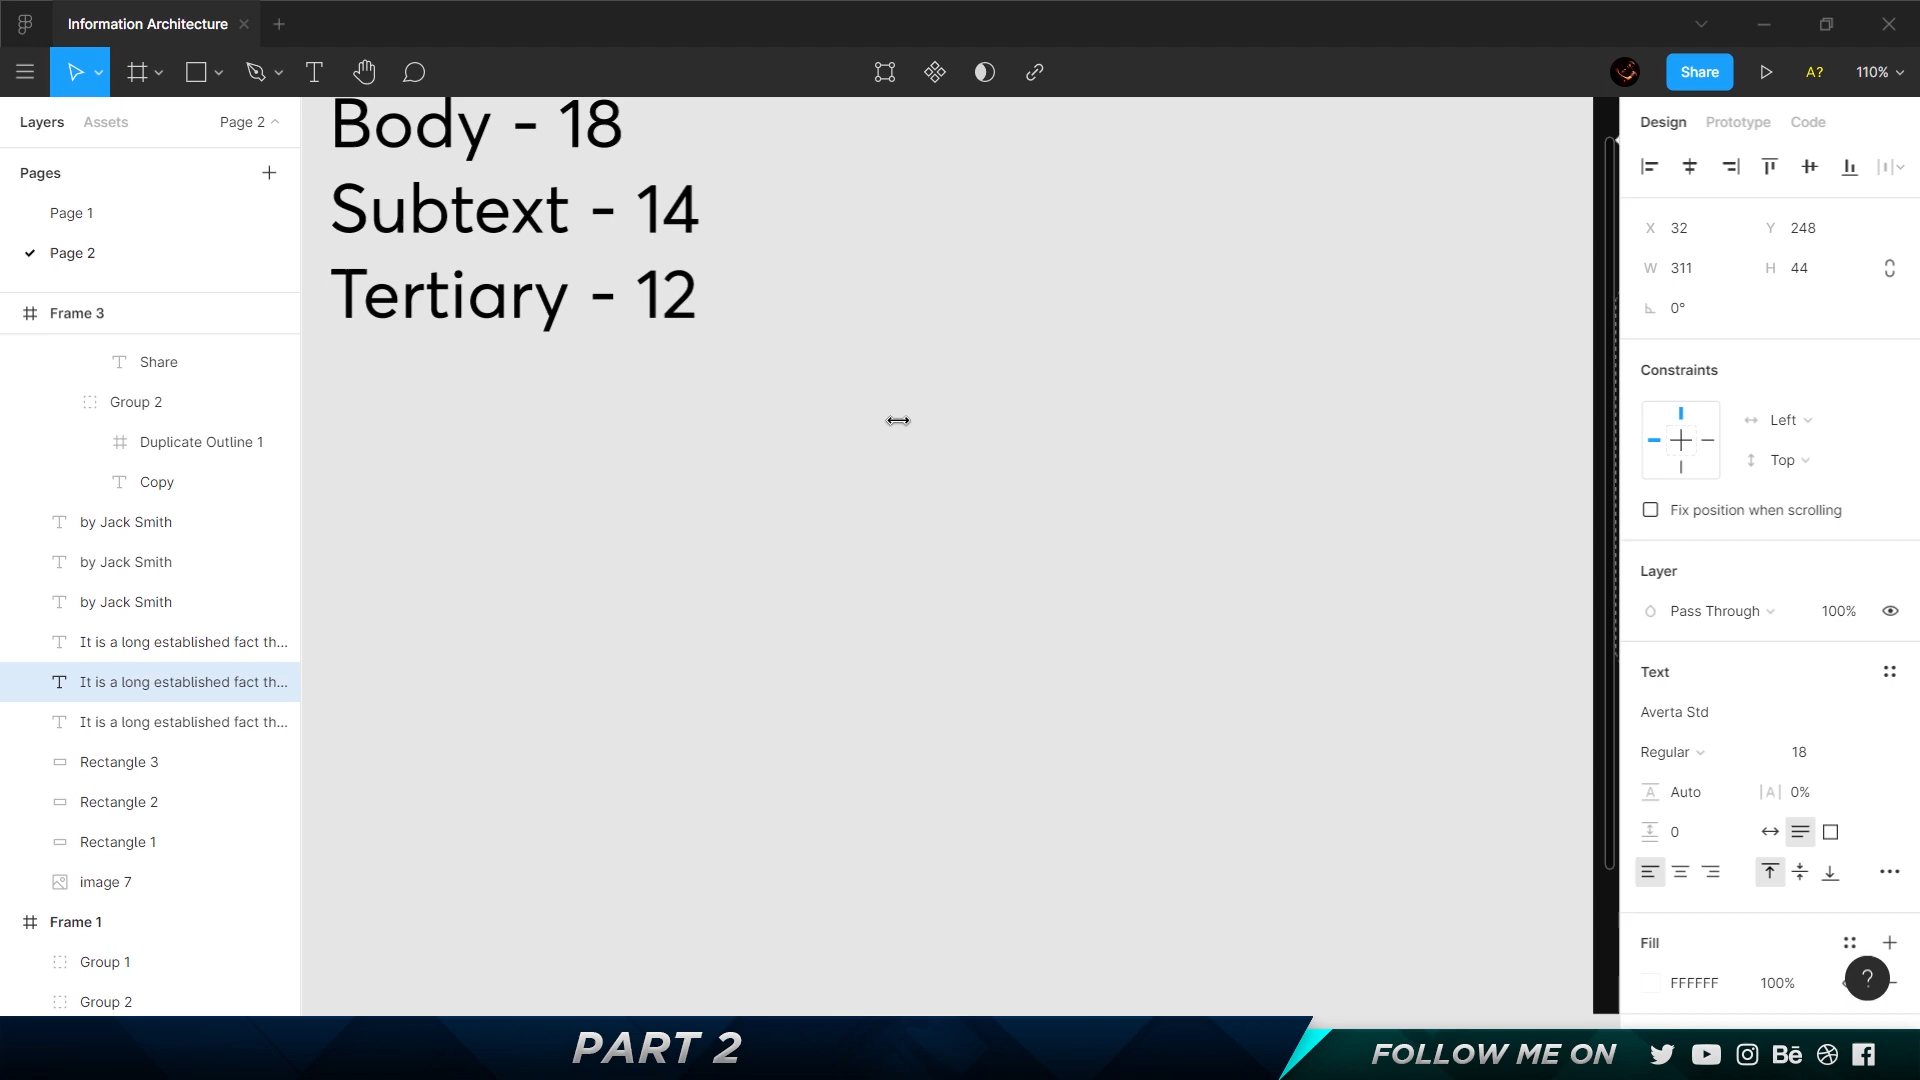 Information Architecture
Share
A?
110%
Layers
Assets
Page 2
Pages
Page 1
Page 2
Frame 3
Share
Group 2
Duplicate Outline 1
Copy
by Jack Smith
by Jack Smith
by Jack Smith
It is a long established fact th...
It is a long established fact th...
It is a long established fact th...
Rectangle 3
Rectangle 2
Rectangle 1
image 7
Frame 1
Group 1
Group 2
Body - 18
Subtext - 14
Tertiary - 12
Design
Prototype
Code
X 32
Y 248
W 311
H 44
0°
Constraints
Left
Top
Fix position when scrolling
Layer
Pass Through
100%
Text
Averta Std
Regular
18
A Auto
|A| 0%
0
Fill
FFFFFF
100%
?
PART 2
FOLLOW ME ON
Bē